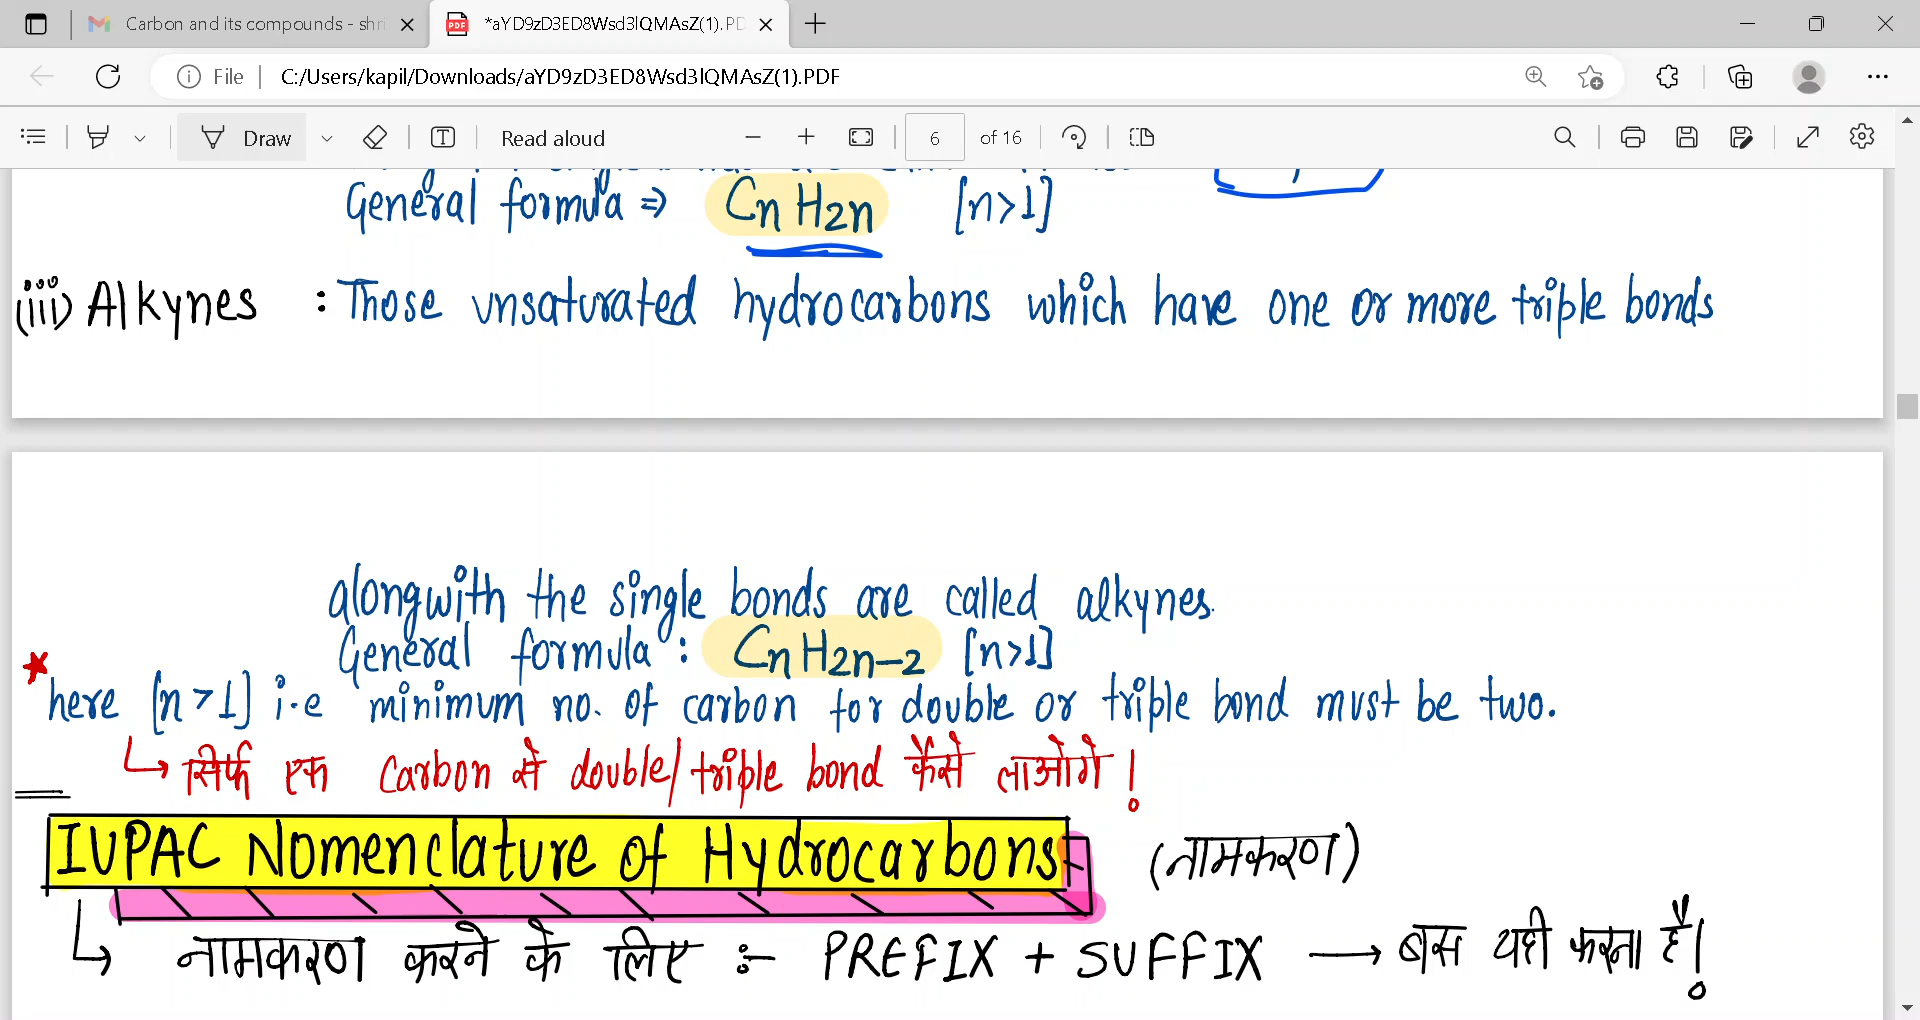 Carbon and its compounds - shri
*aYD9zD3ED8Wsd3lQMAsZ(1).PD
File
C:/Users/kapil/Downloads/aYD9zD3ED8Wsd3lQMAsZ(1).PDF
Draw
Read aloud
6 of 16
General formula ⇒ CnH2n [n>1]
(iii) Alkynes : Those unsaturated hydrocarbons which have one or more triple bonds
alongwith the single bonds are called alkynes.
General formula : CnH2n-2 [n>1]
* here [n>1] i.e minimum no. of carbon for double or triple bond must be two.
↳ सिर्फ एक Carbon से double/triple bond कैसे लाओगे!
IUPAC Nomenclature of Hydrocarbons (नामकरण)
↳ नामकरण करने के लिए :- PREFIX + SUFFIX → बस यही करना है!